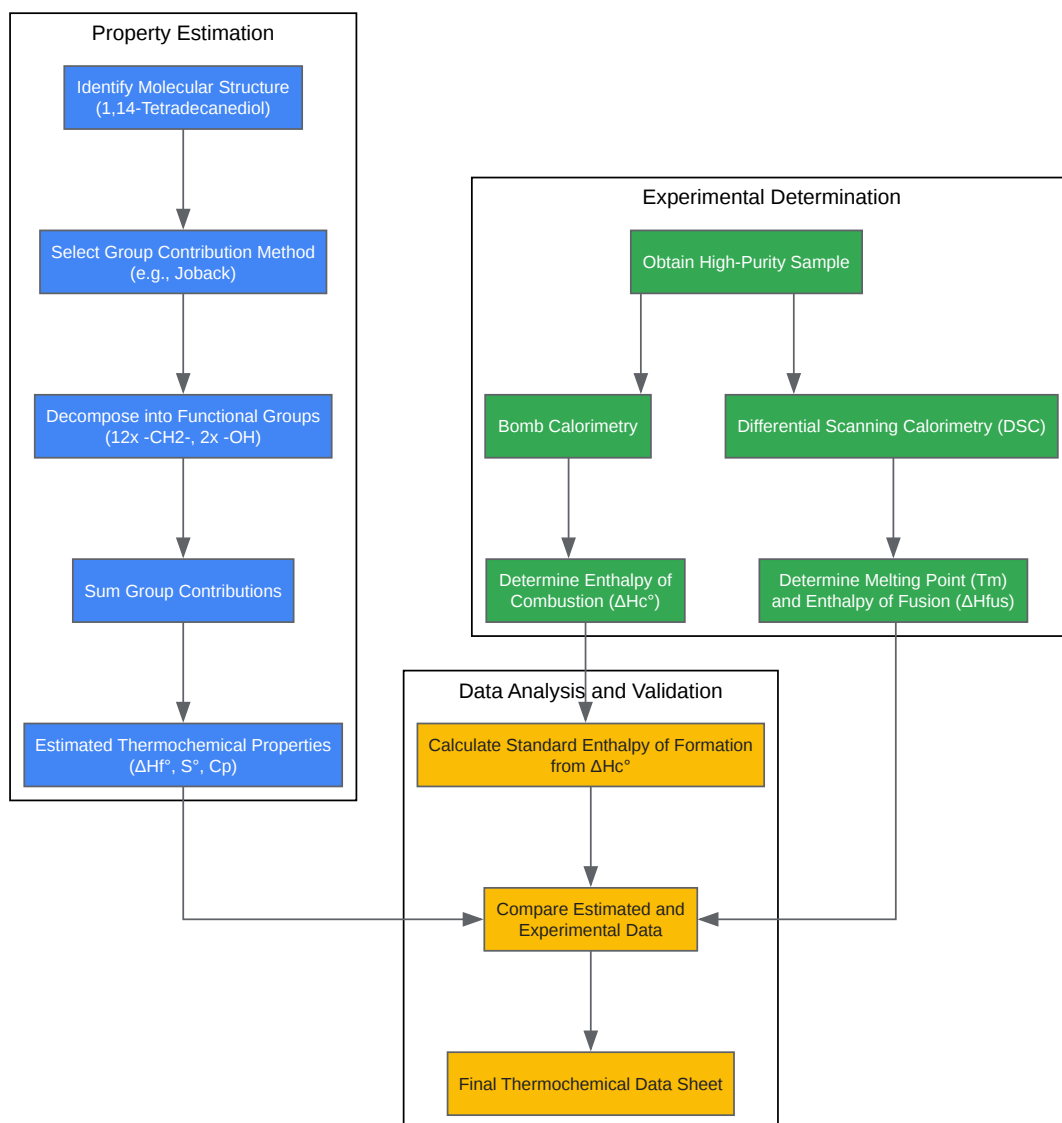 Property Estimation
Identify Molecular Structure
(1,14-Tetradecanediol)
Select Group Contribution Method
(e.g., Joback)
Decompose into Functional Groups
(12x -CH2-, 2x -OH)
Sum Group Contributions
Estimated Thermochemical Properties
(ΔHf°, S°, Cp)
Experimental Determination
Obtain High-Purity Sample
Bomb Calorimetry
Differential Scanning Calorimetry (DSC)
Determine Enthalpy of
Combustion (ΔHc°)
Determine Melting Point (Tm)
and Enthalpy of Fusion (ΔHfus)
Data Analysis and Validation
Calculate Standard Enthalpy of Formation
from ΔHc°
Compare Estimated and
Experimental Data
Final Thermochemical Data Sheet